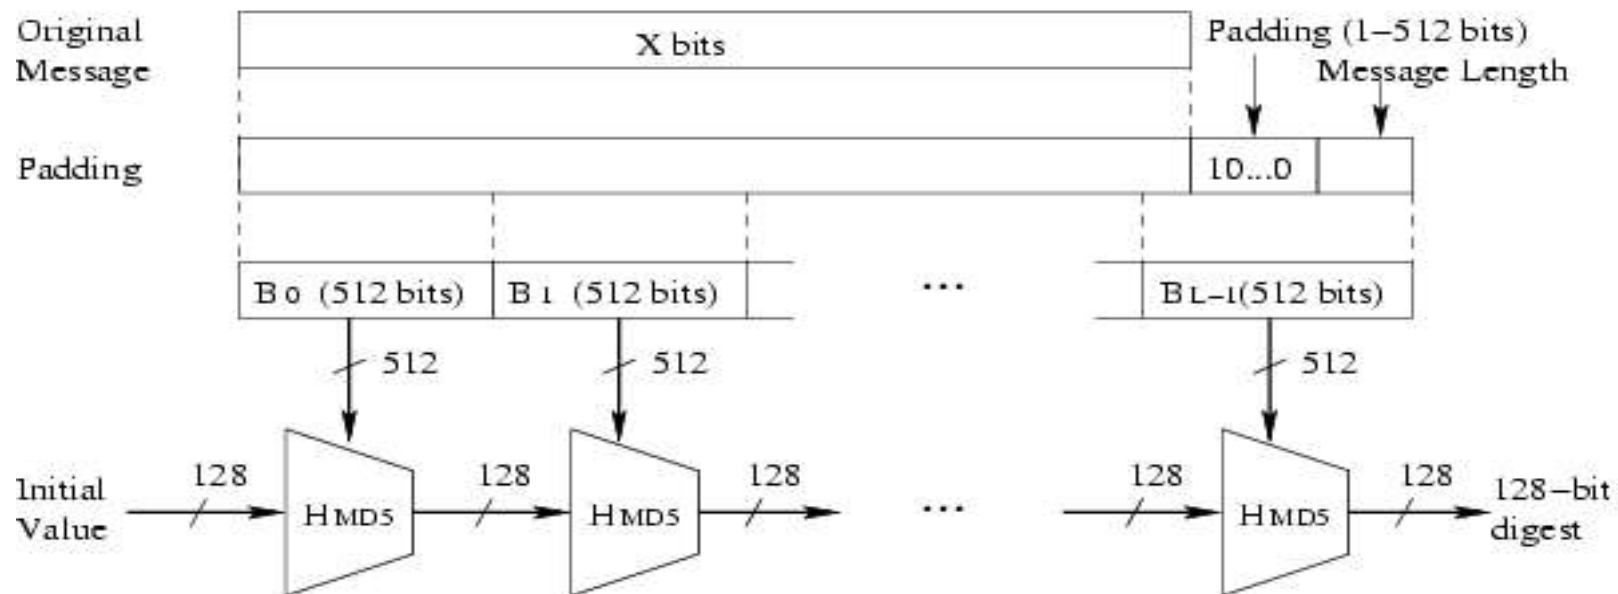 Original Message
X bits
Padding (1–512 bits)
Message Length
Padding
10...0
B0 (512 bits)
B1 (512 bits)
...
BL–1(512 bits)
512
512
512
Initial Value
128
HMD5
128
HMD5
128
...
128
HMD5
128
128–bit digest